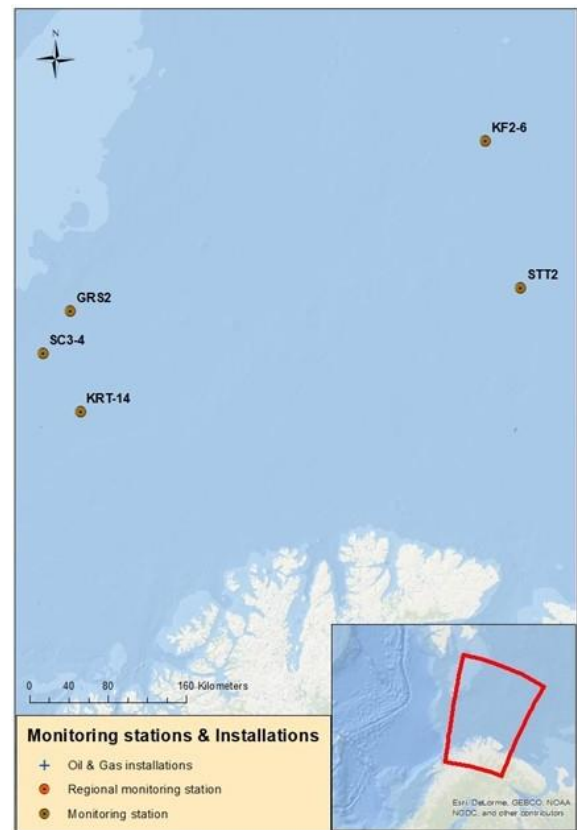 N
KF2-6
STT2
GRS2
SC3-4
KRT-14
0 40 80 160 Kilometers
Monitoring stations & Installations
Oil & Gas installations
Regional monitoring station
Monitoring station
Esri, DeLorme, GEBCO, NOAA
NGDC, and other contributors